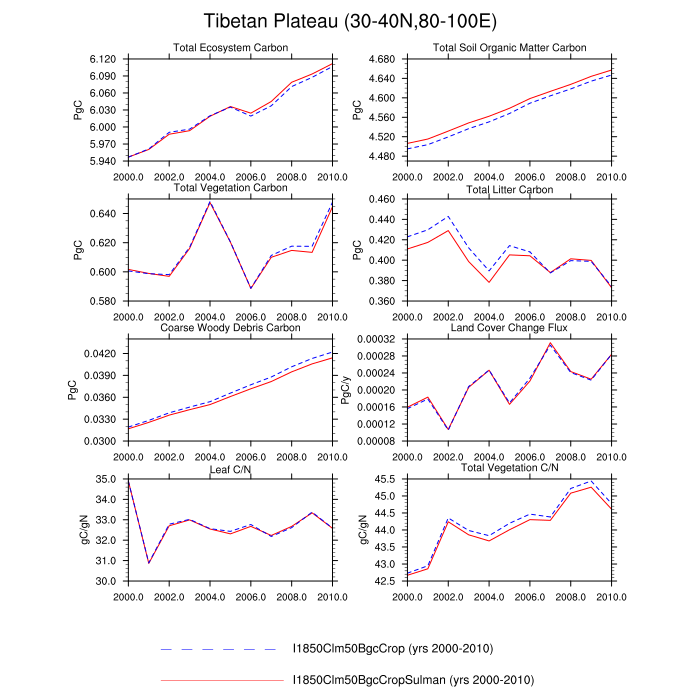 Tibetan Plateau (30-40N,80-100E)
Total Ecosystem Carbon
PgC
6.120
6.090
6.060
6.030
6.000
5.970
5.940
2000.0 2002.0 2004.0 2006.0 2008.0 2010.0
Total Soil Organic Matter Carbon
PgC
4.680
4.640
4.600
4.560
4.520
4.480
2000.0 2002.0 2004.0 2006.0 2008.0 2010.0
Total Vegetation Carbon
PgC
0.640
0.620
0.600
0.580
2000.0 2002.0 2004.0 2006.0 2008.0 2010.0
Total Litter Carbon
PgC
0.460
0.440
0.420
0.400
0.380
0.360
2000.0 2002.0 2004.0 2006.0 2008.0 2010.0
Coarse Woody Debris Carbon
PgC
0.0420
0.0390
0.0360
0.0330
0.0300
2000.0 2002.0 2004.0 2006.0 2008.0 2010.0
Land Cover Change Flux
PgC/y
0.00032
0.00028
0.00024
0.00020
0.00016
0.00012
0.00008
2000.0 2002.0 2004.0 2006.0 2008.0 2010.0
Leaf C/N
gC/gN
35.0
34.0
33.0
32.0
31.0
30.0
2000.0 2002.0 2004.0 2006.0 2008.0 2010.0
Total Vegetation C/N
gC/gN
45.5
45.0
44.5
44.0
43.5
43.0
42.5
2000.0 2002.0 2004.0 2006.0 2008.0 2010.0
I1850Clm50BgcCrop (yrs 2000-2010)
I1850Clm50BgcCropSulman (yrs 2000-2010)